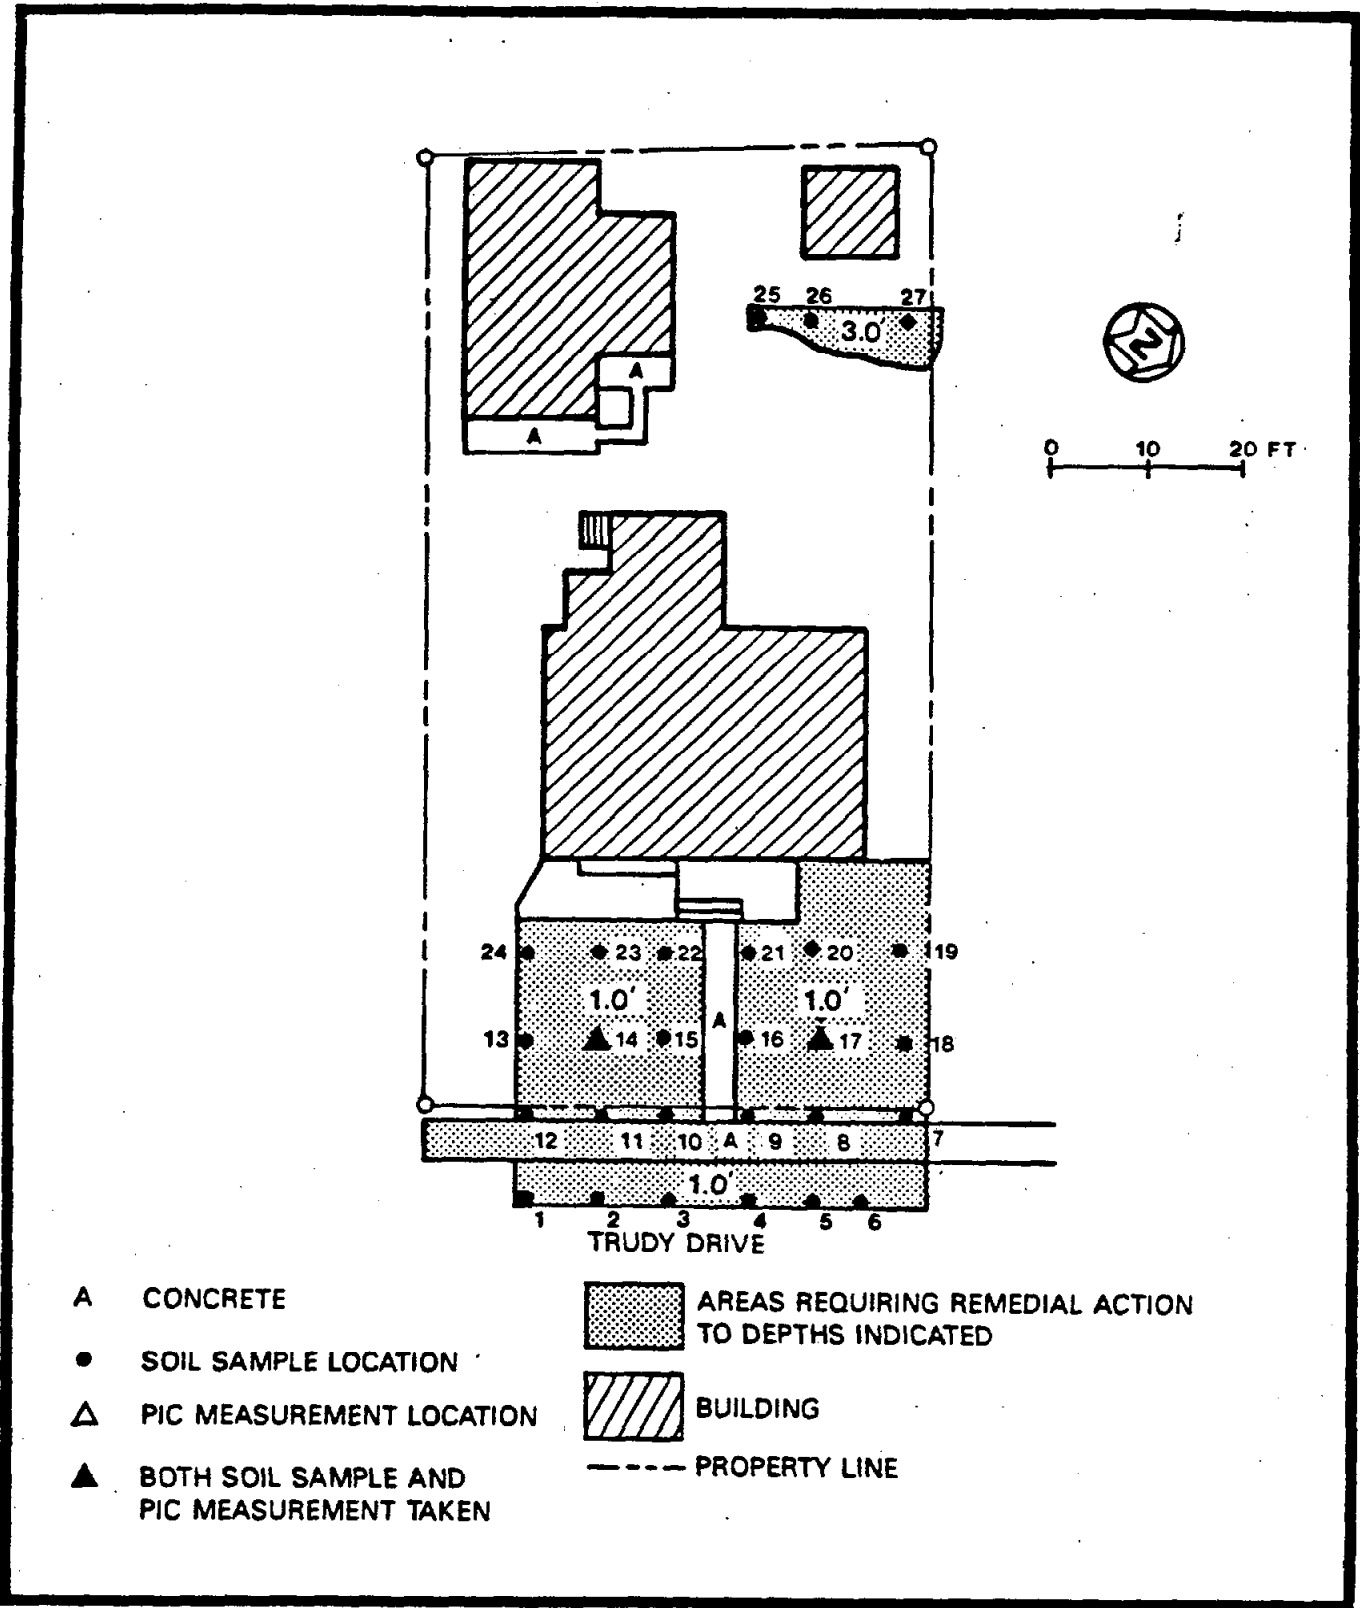 25 26 27
3.0'
N
A
0 10 20 FT
A
24 23 22 21 20 19
1.0' 1.0'
A
13 14 15 16 17 18
12 11 10 A 9 8 7
1.0'
1 2 3 4 5 6
TRUDY DRIVE
A CONCRETE
SOIL SAMPLE LOCATION
PIC MEASUREMENT LOCATION
BOTH SOIL SAMPLE AND
PIC MEASUREMENT TAKEN
AREAS REQUIRING REMEDIAL ACTION
TO DEPTHS INDICATED
BUILDING
PROPERTY LINE